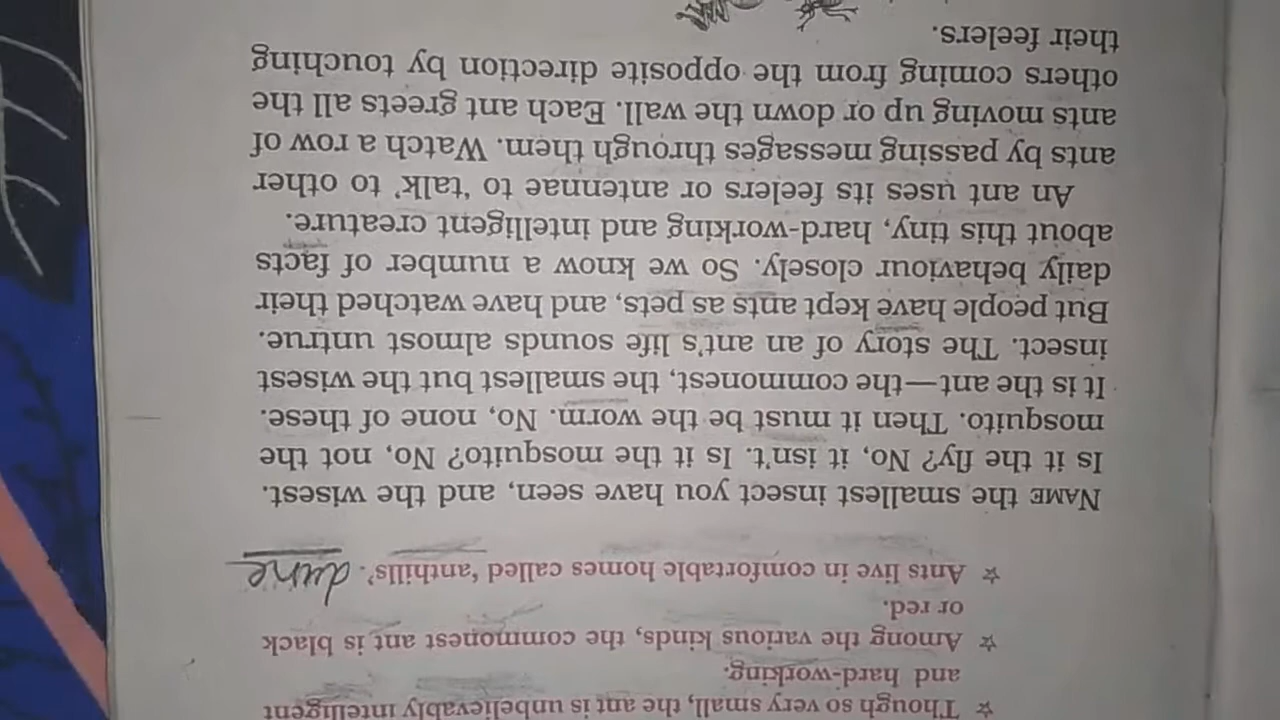 ☆ Though so very small, the ant is unbelievably intelligent
and hard-working.
☆ Among the various kinds, the commonest ant is black
or red.
☆ Ants live in comfortable homes called ‘anthills’. dune
NAME the smallest insect you have seen, and the wisest.
Is it the fly? No, it isn’t. Is it the mosquito? No, not the
mosquito. Then it must be the worm. No, none of these.
It is the ant—the commonest, the smallest but the wisest
insect. The story of an ant’s life sounds almost untrue.
But people have kept ants as pets, and have watched their
daily behaviour closely. So we know a number of facts
about this tiny, hard-working and intelligent creature.
An ant uses its feelers or antennae to ‘talk’ to other
ants by passing messages through them. Watch a row of
ants moving up or down the wall. Each ant greets all the
others coming from the opposite direction by touching
their feelers.